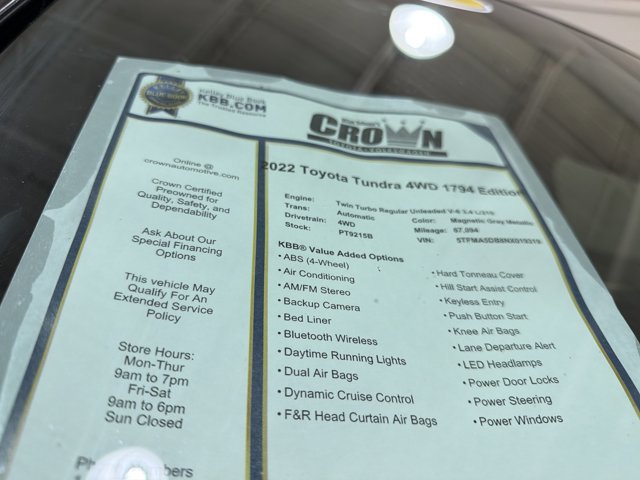 Kelley Blue Book
KBB.COM
The Trusted Resource
CROWN
TOYOTA • VOLKSWAGEN
Online @
crownautomotive.com
Crown Certified
Preowned for
Quality, Safety, and
Dependability
Ask About Our
Special Financing
Options
This vehicle May
Qualify For An
Extended Service
Policy
Store Hours:
Mon-Thur
9am to 7pm
Fri-Sat
9am to 6pm
Sun Closed
2022 Toyota Tundra 4WD 1794 Edition
Engine: Twin Turbo Regular Unleaded V-6
Trans: Automatic
Drivetrain: 4WD
Stock: PT9215B
Color: Magnetic Gray Metallic
Mileage: 67,094
VIN:
KBB® Value Added Options
• ABS (4-Wheel)
• Air Conditioning
• AM/FM Stereo
• Backup Camera
• Bed Liner
• Bluetooth Wireless
• Daytime Running Lights
• Dual Air Bags
• Dynamic Cruise Control
• F&R Head Curtain Air Bags
• Hard Tonneau Cover
• Hill Start Assist Control
• Keyless Entry
• Push Button Start
• Knee Air Bags
• Lane Departure Alert
• LED Headlamps
• Power Door Locks
• Power Steering
• Power Windows